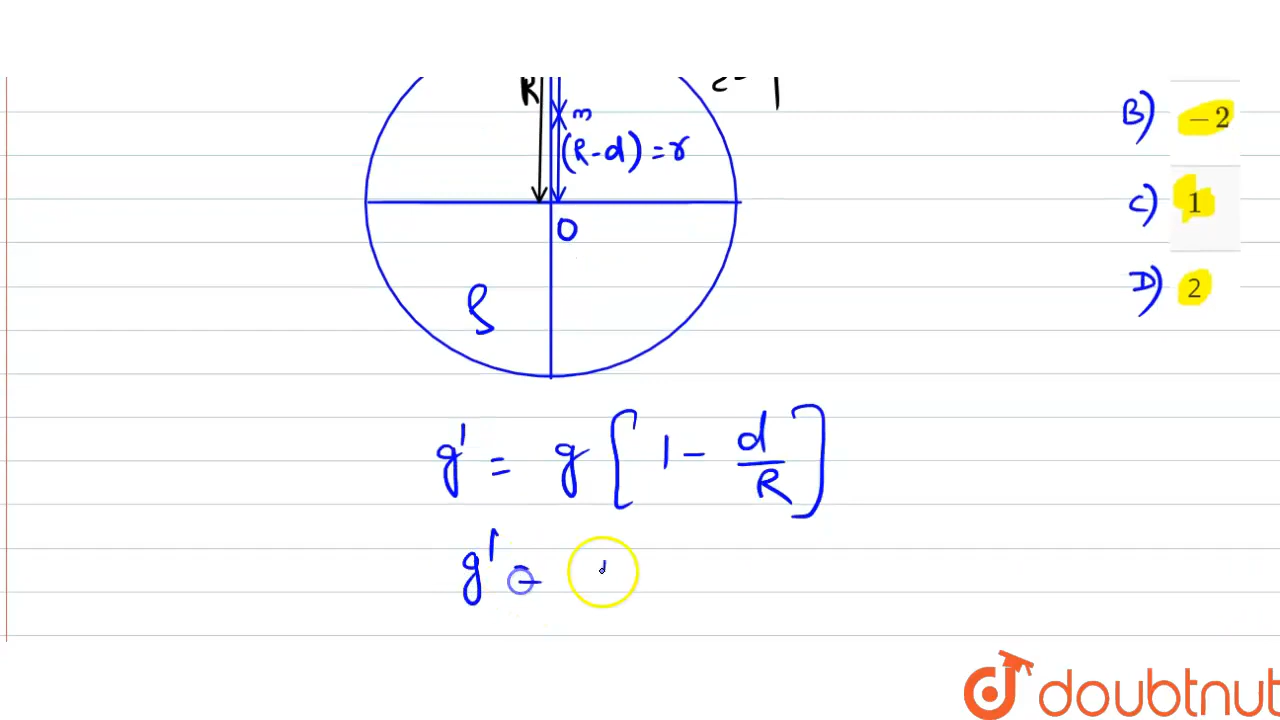 R
m
(R-d) = r
O
ρ
g' = g [ 1 - d/R ]
g' =
B) -2
C) 1
D) 2
doubtnut